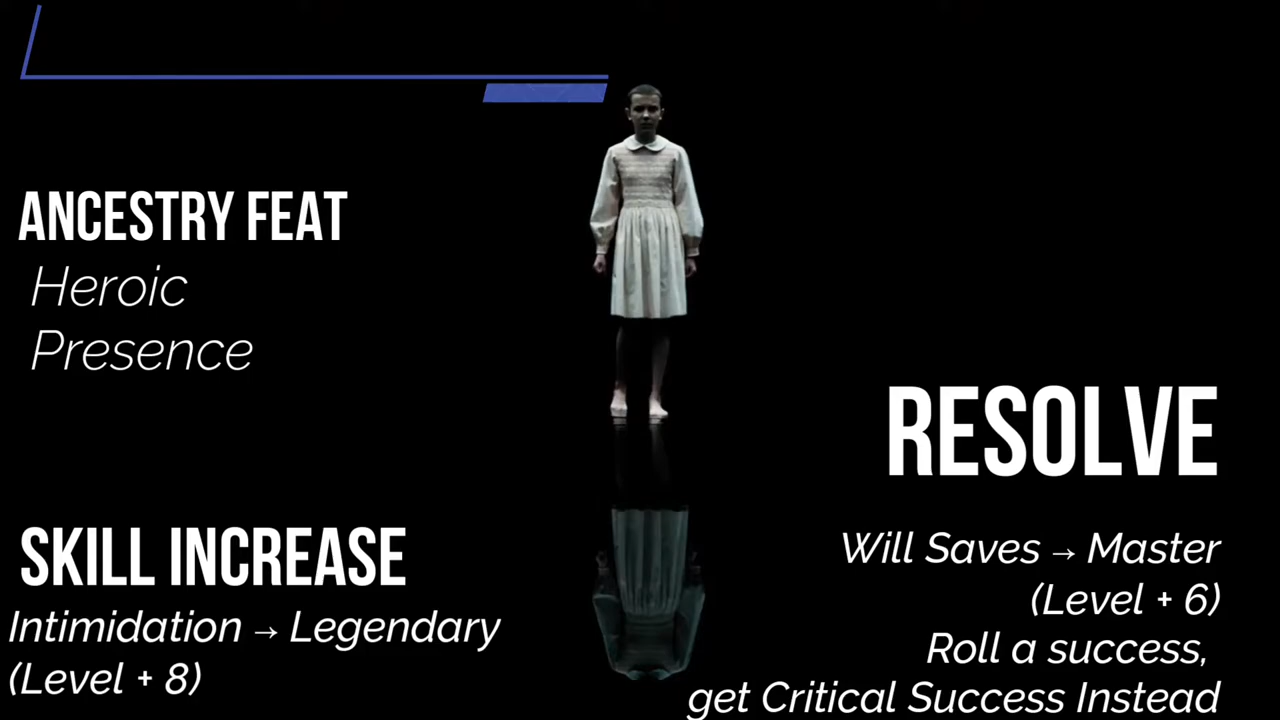 ANCESTRY FEAT
Heroic
Presence
SKILL INCREASE
Intimidation → Legendary
(Level + 8)
RESOLVE
Will Saves → Master
(Level + 6)
Roll a success,
get Critical Success Instead